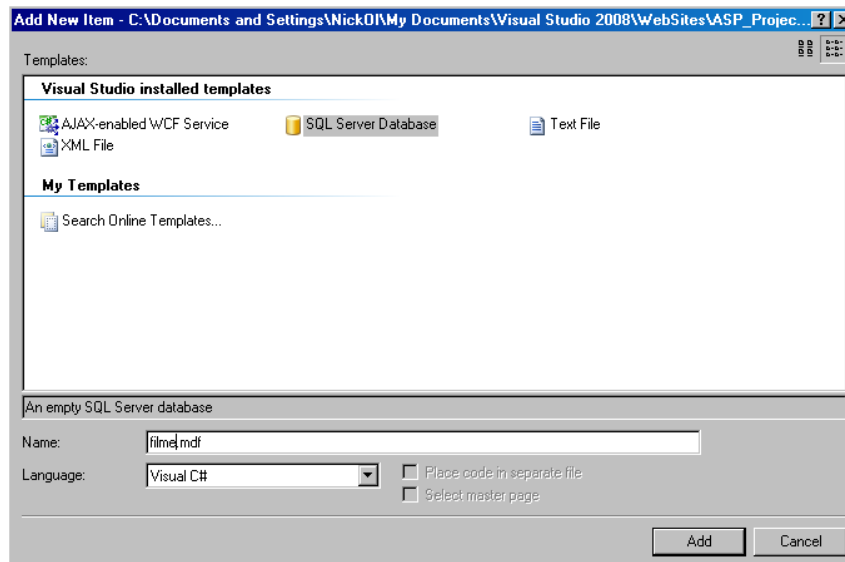 Add New Item - C:\Documents and Settings\NickOl\My Documents\Visual Studio 2008\WebSites\ASP_Projec...
Templates:
Visual Studio installed templates
AJAX-enabled WCF Service
SQL Server Database
Text File
XML File
My Templates
Search Online Templates...
An empty SQL Server database
Name:
filme.mdf
Language:
Visual C#
Place code in separate file
Select master page
Add
Cancel